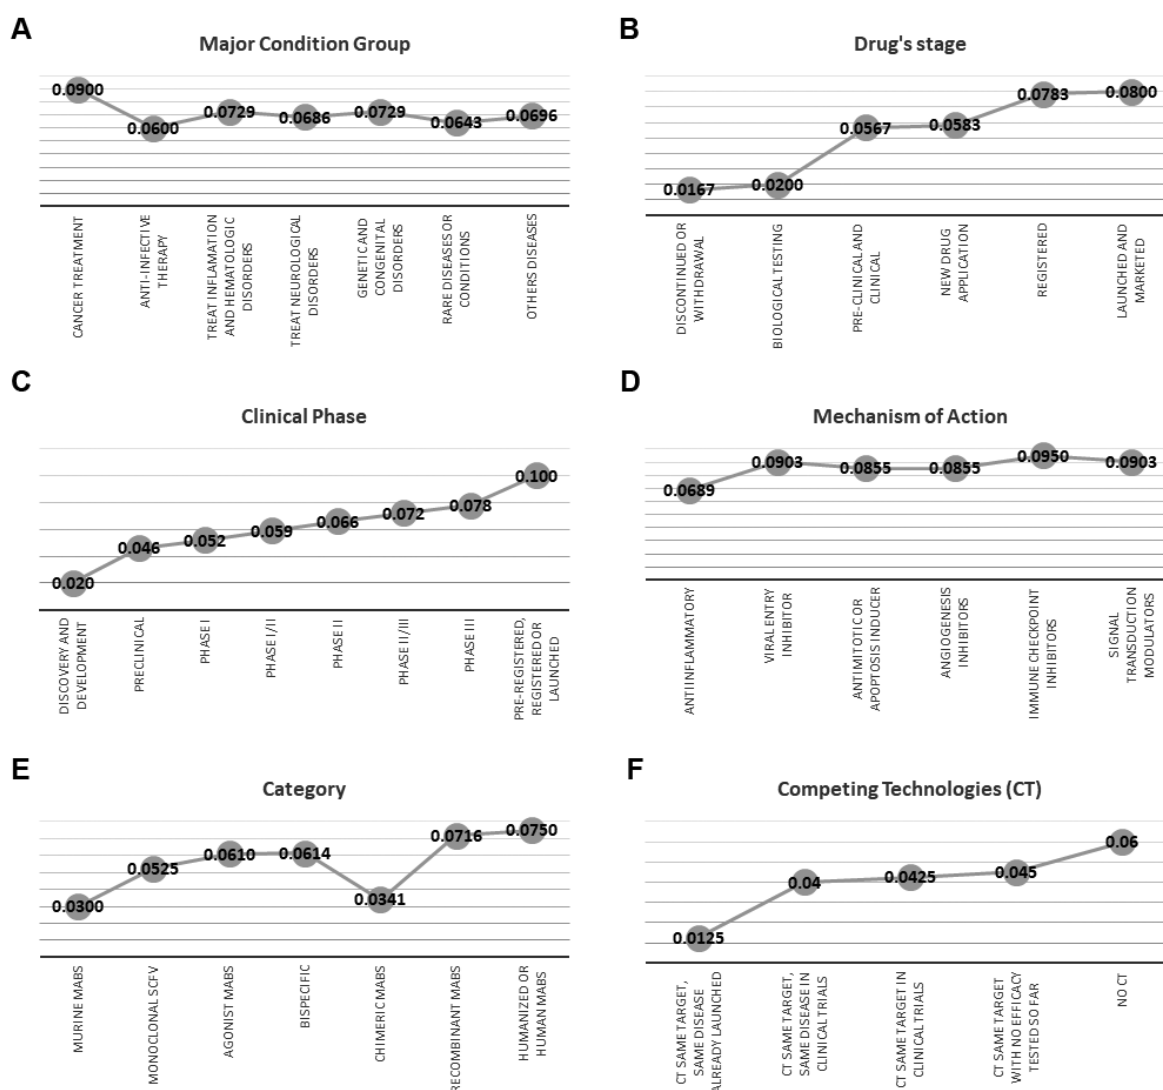 A
Major Condition Group
0.0900
0.0600
0.0729
0.0686
0.0729
0.0643
0.0696
CANCER TREATMENT
ANTI-INFECTIVE
THERAPY
TREAT INFLAMATION
AND HEMATOLOGIC
DISORDERS
TREAT NEUROLOGICAL
DISORDERS
GENETIC AND
CONGENITAL
DISORDERS
RARE DISEASES OR
CONDITIONS
OTHERS DISEASES
B
Drug's stage
0.0167
0.0200
0.0567
0.0583
0.0783
0.0800
DISCONTINUED OR
WITHDRAWAL
BIOLOGICAL TESTING
PRE-CLINICAL AND
CLINICAL
NEW DRUG
APPLICATION
REGISTERED
LAUNCHED AND
MARKETED
C
Clinical Phase
0.020
0.046
0.052
0.059
0.066
0.072
0.078
0.100
DISCOVERY AND
DEVELOPMENT
PRECLINICAL
PHASE I
PHASE I/II
PHASE II
PHASE II/III
PHASE III
PRE-REGISTERED,
REGISTERED OR
LAUNCHED
D
Mechanism of Action
0.0689
0.0903
0.0855
0.0855
0.0950
0.0903
ANTIINFLAMMATORY
VIRAL ENTRY
INHIBITOR
ANTIMITOTIC OR
APOPTOSIS INDUCER
ANGIOGENESIS
INHIBITORS
IMMUNE CHECKPOINT
INHIBITORS
SIGNAL
TRANSDUCTION
MODULATORS
E
Category
0.0300
0.0525
0.0610
0.0614
0.0341
0.0716
0.0750
MURINE MABS
MONOCLONAL SCFV
AGONIST MABS
BISPECIFIC
CHIMERIC MABS
RECOMBINANT MABS
HUMANIZED OR
HUMAN MABS
F
Competing Technologies (CT)
0.0125
0.04
0.0425
0.045
0.06
CT SAME TARGET,
SAME DISEASE
ALREADY LAUNCHED
CT SAME TARGET,
SAME DISEASE IN
CLINICAL TRIALS
CT SAME TARGET IN
CLINICAL TRIALS
CT SAME TARGET
WITH NO EFFICACY
TESTED SO FAR
NO CT